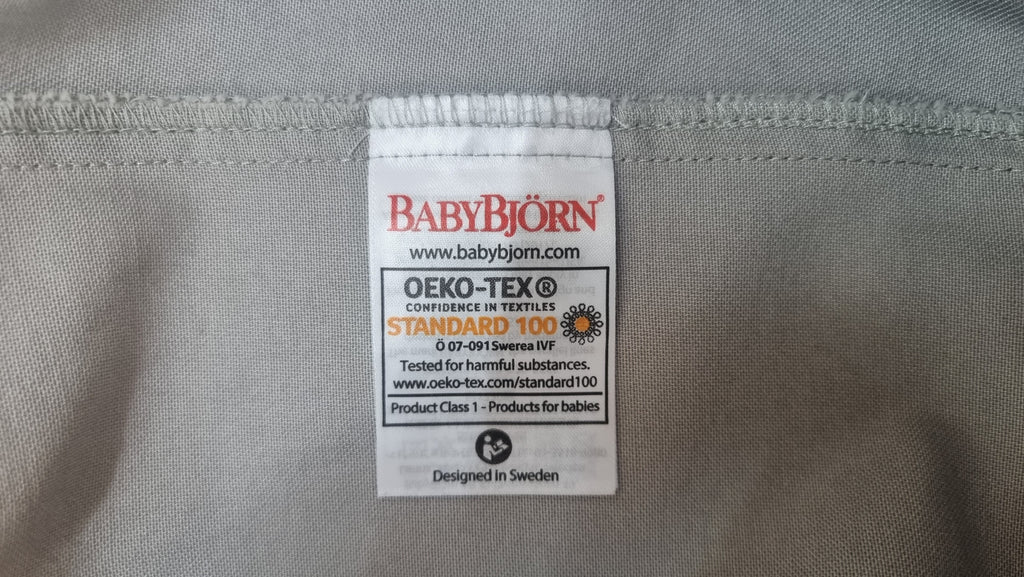 BABYBJÖRN®
www.babybjorn.com
OEKO-TEX®
CONFIDENCE IN TEXTILES
STANDARD 100
Ö 07-091 Swerea IVF
Tested for harmful substances.
www.oeko-tex.com/standard100
Product Class 1 - Products for babies
Designed in Sweden